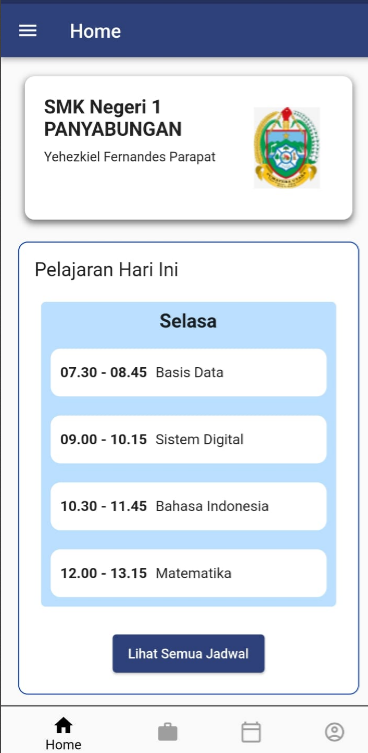 Home
SMK Negeri 1
PANYABUNGAN
Yehezkiel Fernandes Parapat
Pelajaran Hari Ini
Selasa
07.30 - 08.45 Basis Data
09.00 - 10.15 Sistem Digital
10.30 - 11.45 Bahasa Indonesia
12.00 - 13.15 Matematika
Lihat Semua Jadwal
Home